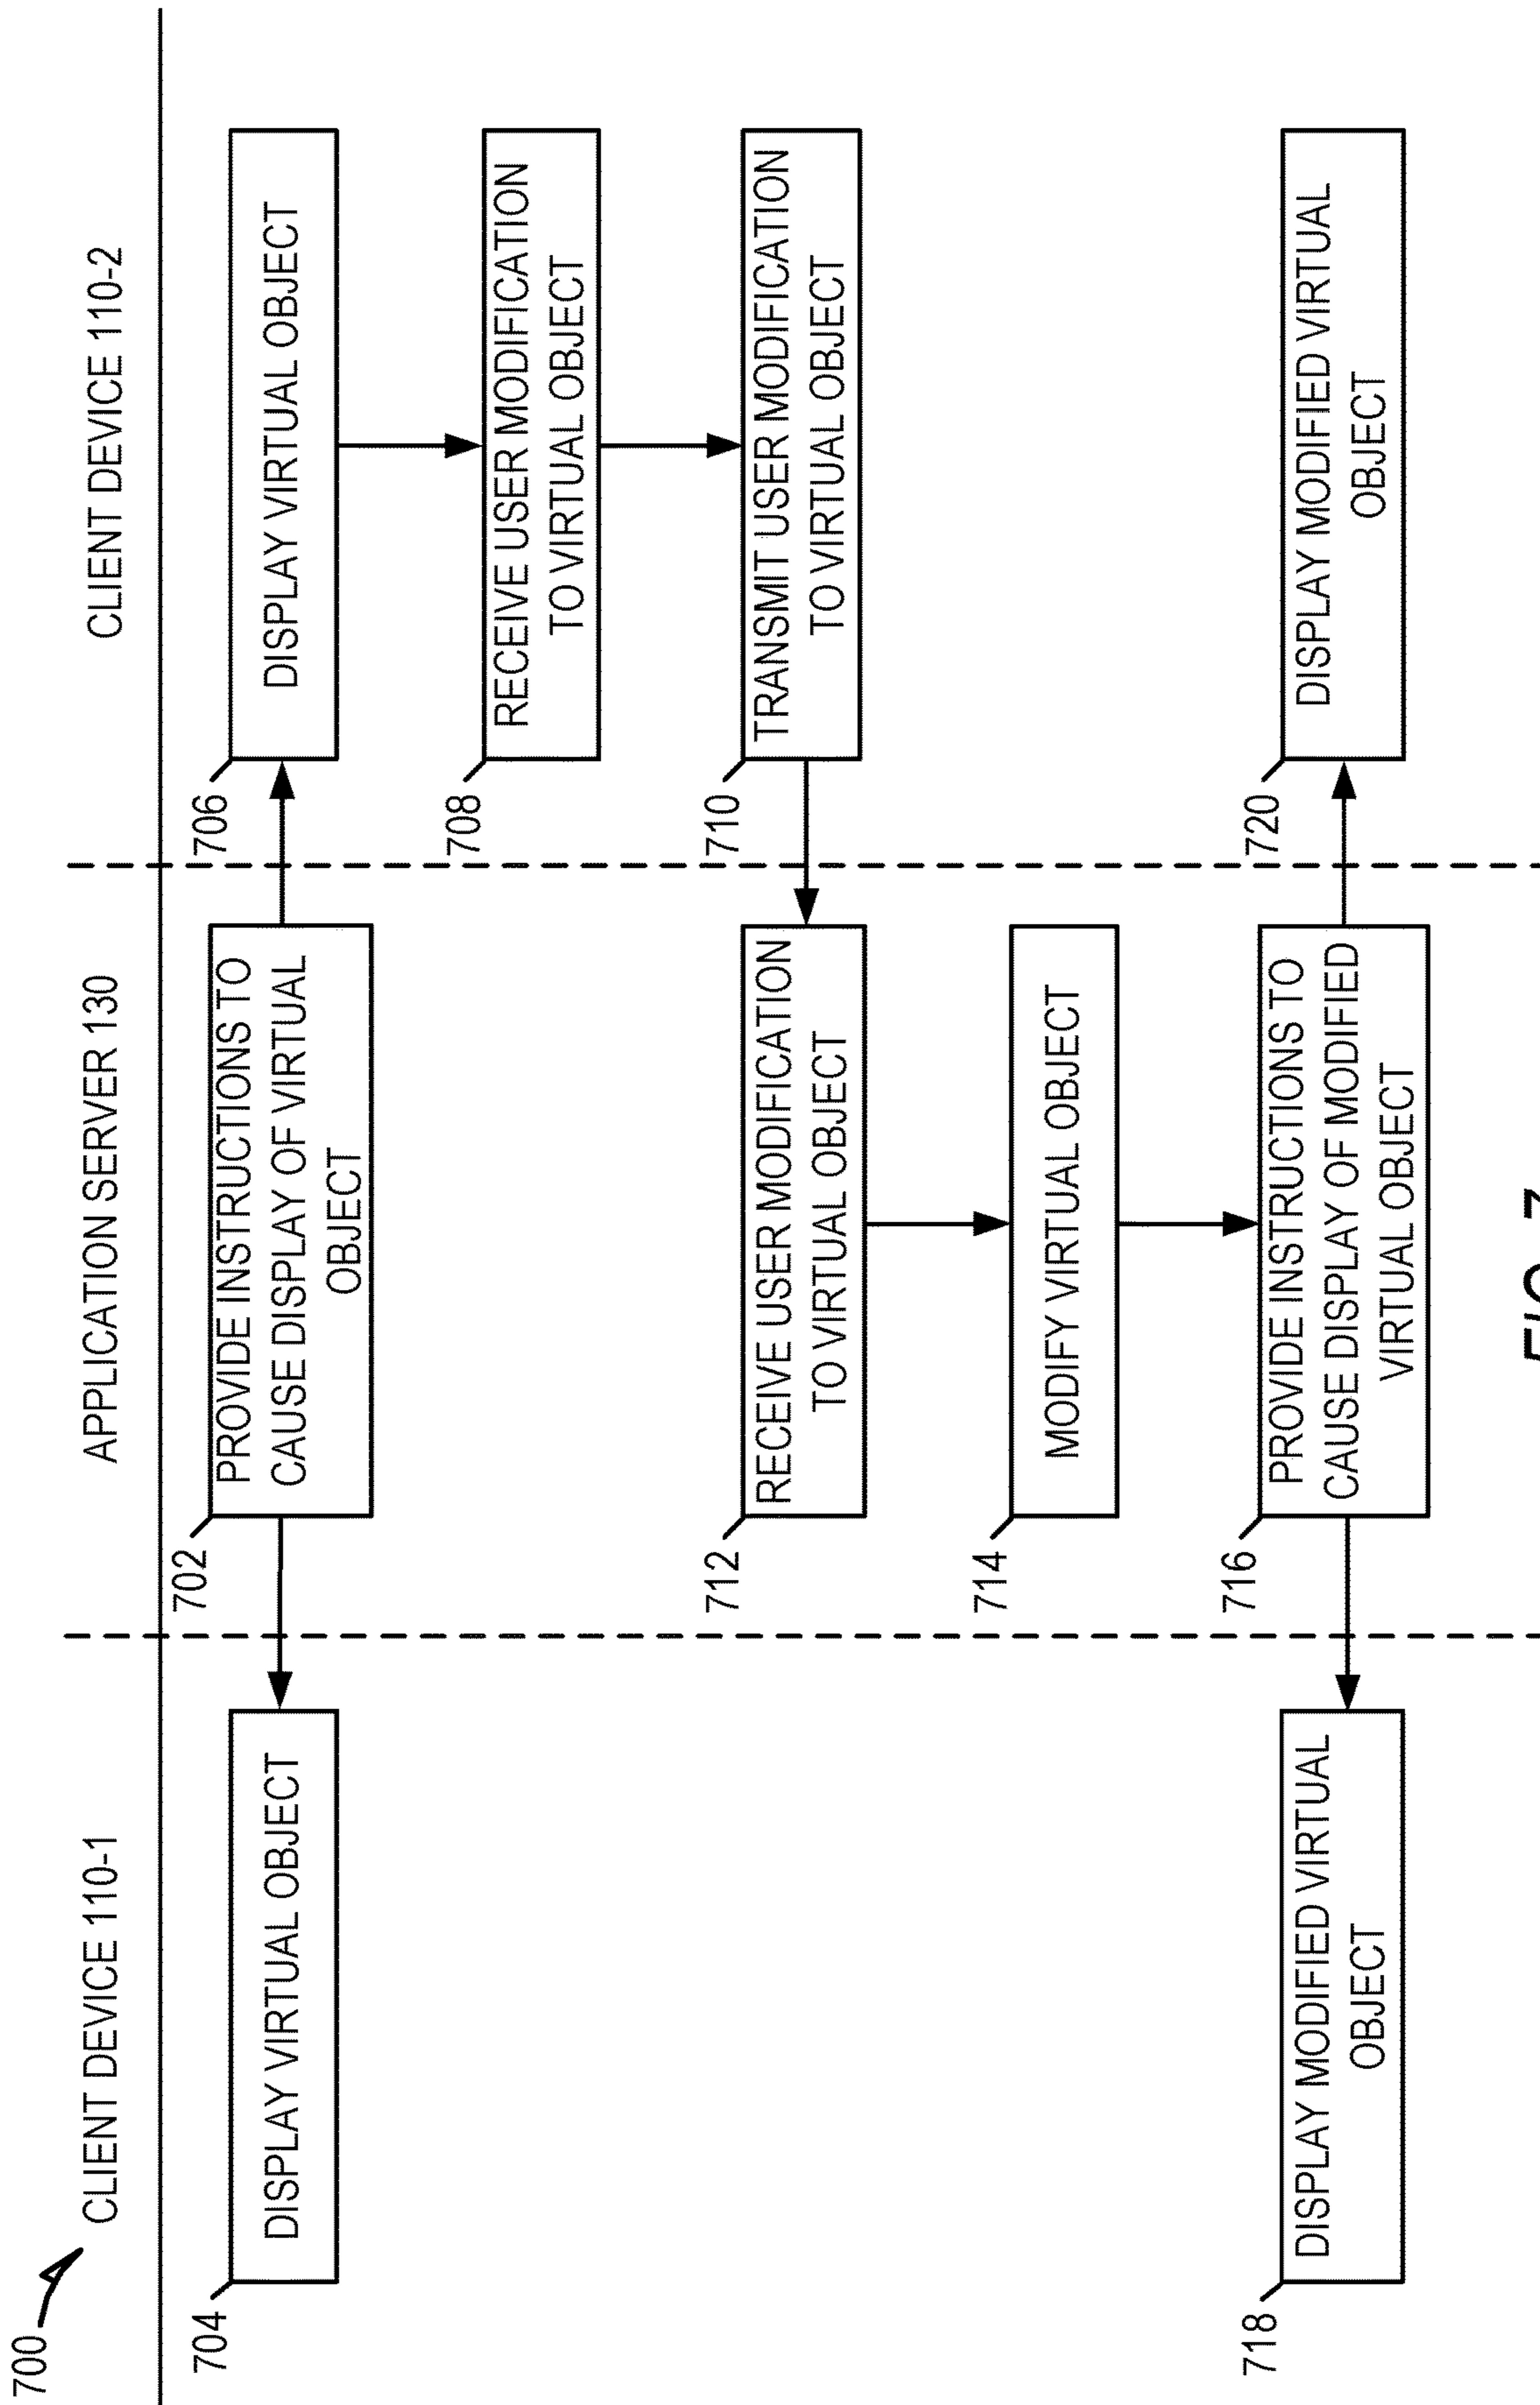 700
CLIENT DEVICE 110-1
APPLICATION SERVER 130
CLIENT DEVICE 110-2
702
PROVIDE INSTRUCTIONS TO
CAUSE DISPLAY OF VIRTUAL
OBJECT
704
DISPLAY VIRTUAL OBJECT
706
DISPLAY VIRTUAL OBJECT
708
RECEIVE USER MODIFICATION
TO VIRTUAL OBJECT
710
TRANSMIT USER MODIFICATION
TO VIRTUAL OBJECT
712
RECEIVE USER MODIFICATION
TO VIRTUAL OBJECT
714
MODIFY VIRTUAL OBJECT
716
PROVIDE INSTRUCTIONS TO
CAUSE DISPLAY OF MODIFIED
VIRTUAL OBJECT
718
DISPLAY MODIFIED VIRTUAL
OBJECT
720
DISPLAY MODIFIED VIRTUAL
OBJECT